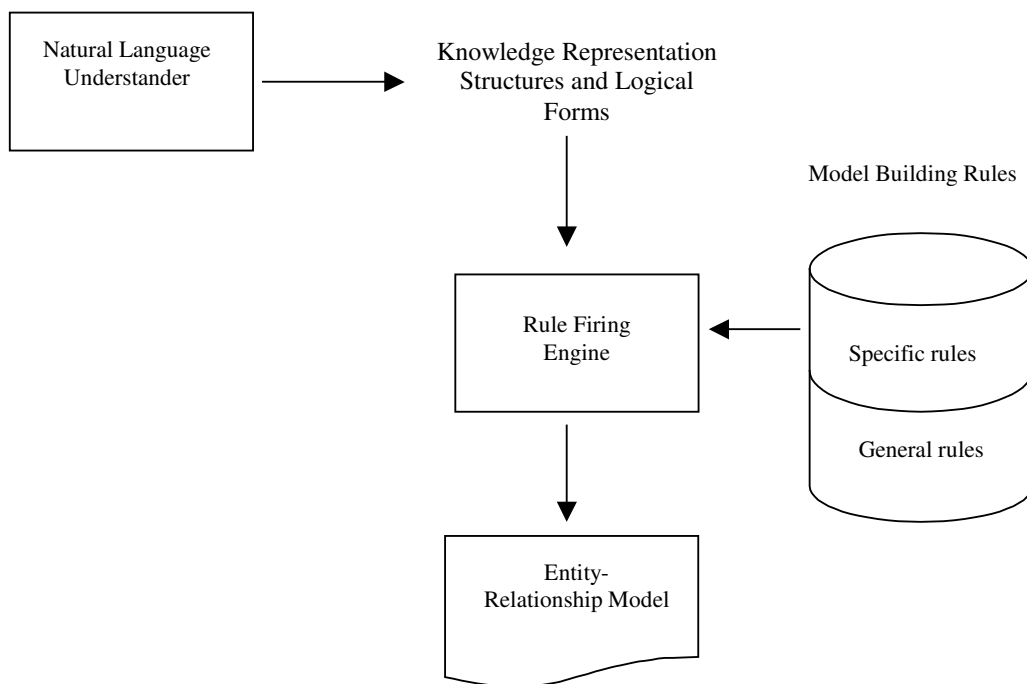 Natural Language
Understander
Knowledge Representation
Structures and Logical
Forms
Model Building Rules
Rule Firing
Engine
Specific rules
General rules
Entity-
Relationship Model